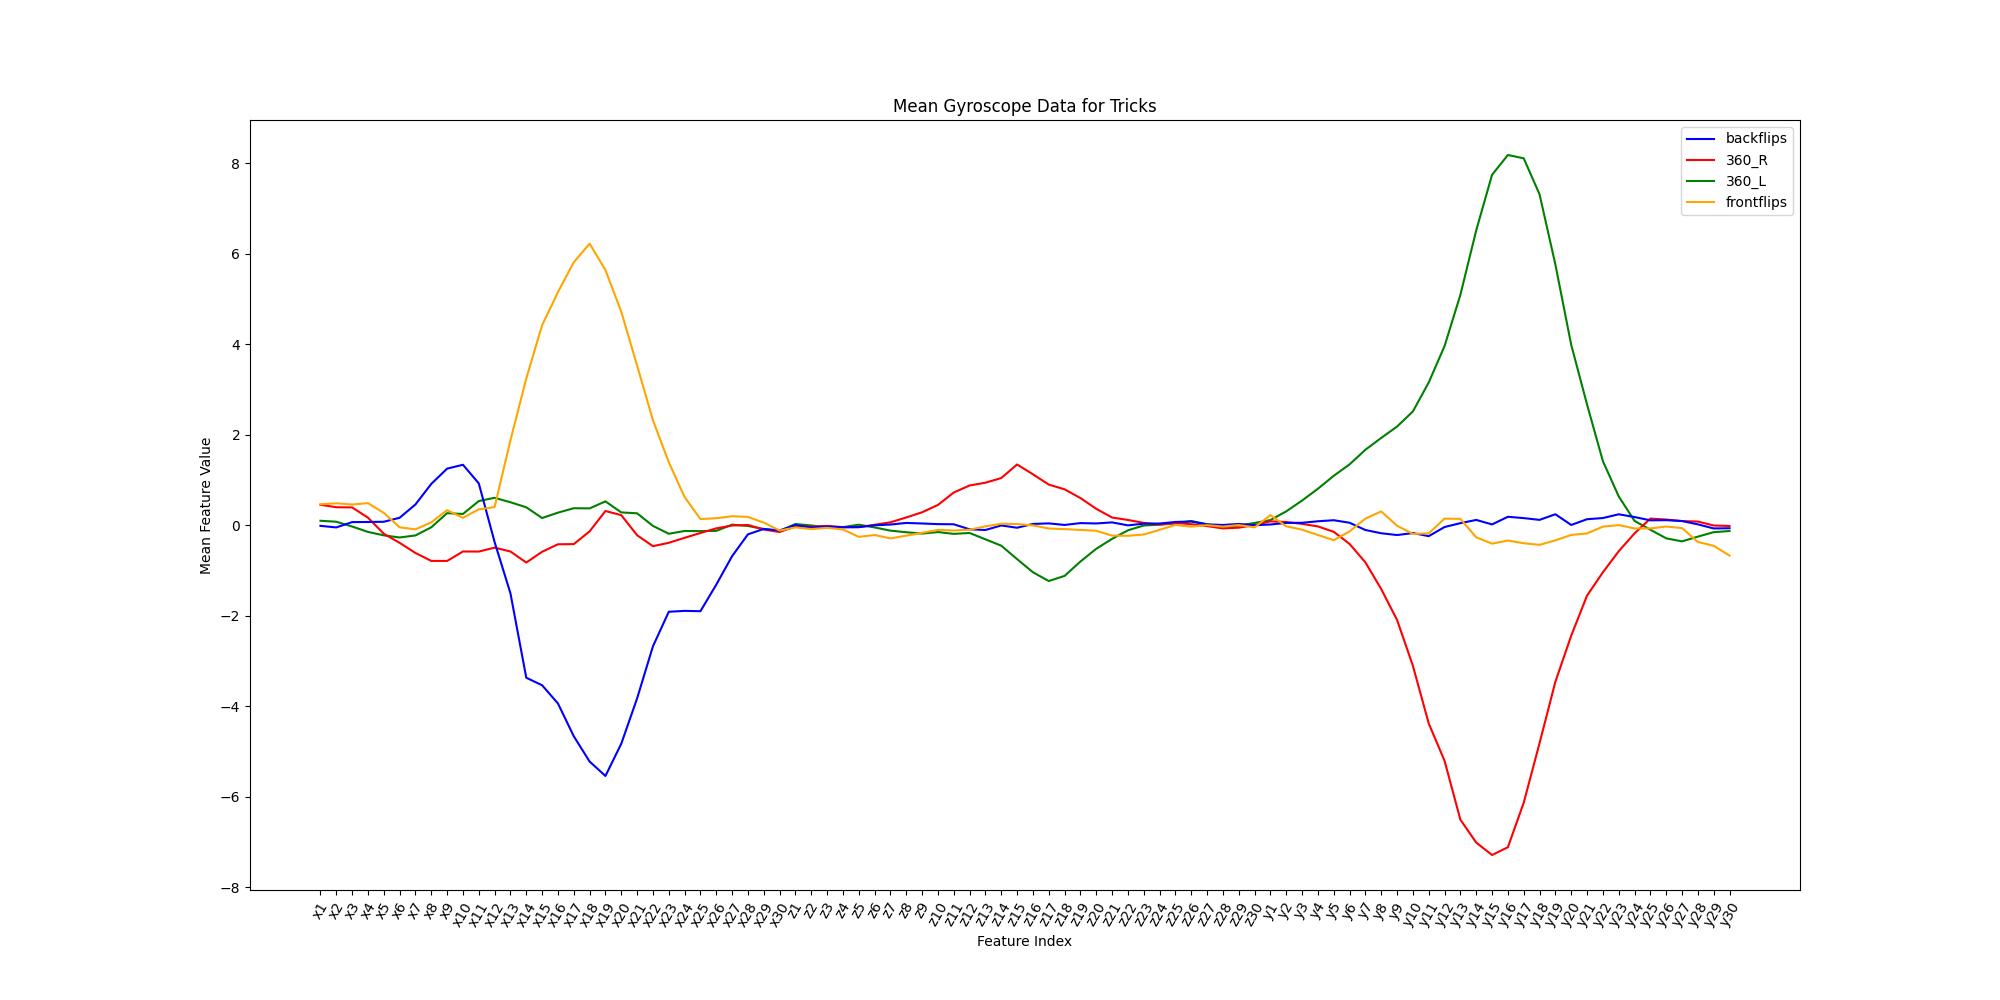 Mean Gyroscope Data for Tricks
backflips
360_R
360_L
frontflips
Mean Feature Value
8
6
4
2
0
−2
−4
−6
−8
x1 x2 x3 x4 x5 x6 x7 x8 x9 x10 x11 x12 x13 x14 x15 x16 x17 x18 x19 x20 x21 x22 x23 x24 x25 x26 x27 x28 x29 x30 z1 z2 z3 z4 z5 z6 z7 z8 z9 z10 z11 z12 z13 z14 z15 z16 z17 z18 z19 z20 z21 z22 z23 z24 z25 z26 z27 z28 z29 z30 y1 y2 y3 y4 y5 y6 y7 y8 y9 y10 y11 y12 y13 y14 y15 y16 y17 y18 y19 y20 y21 y22 y23 y24 y25 y26 y27 y28 y29 y30
Feature Index